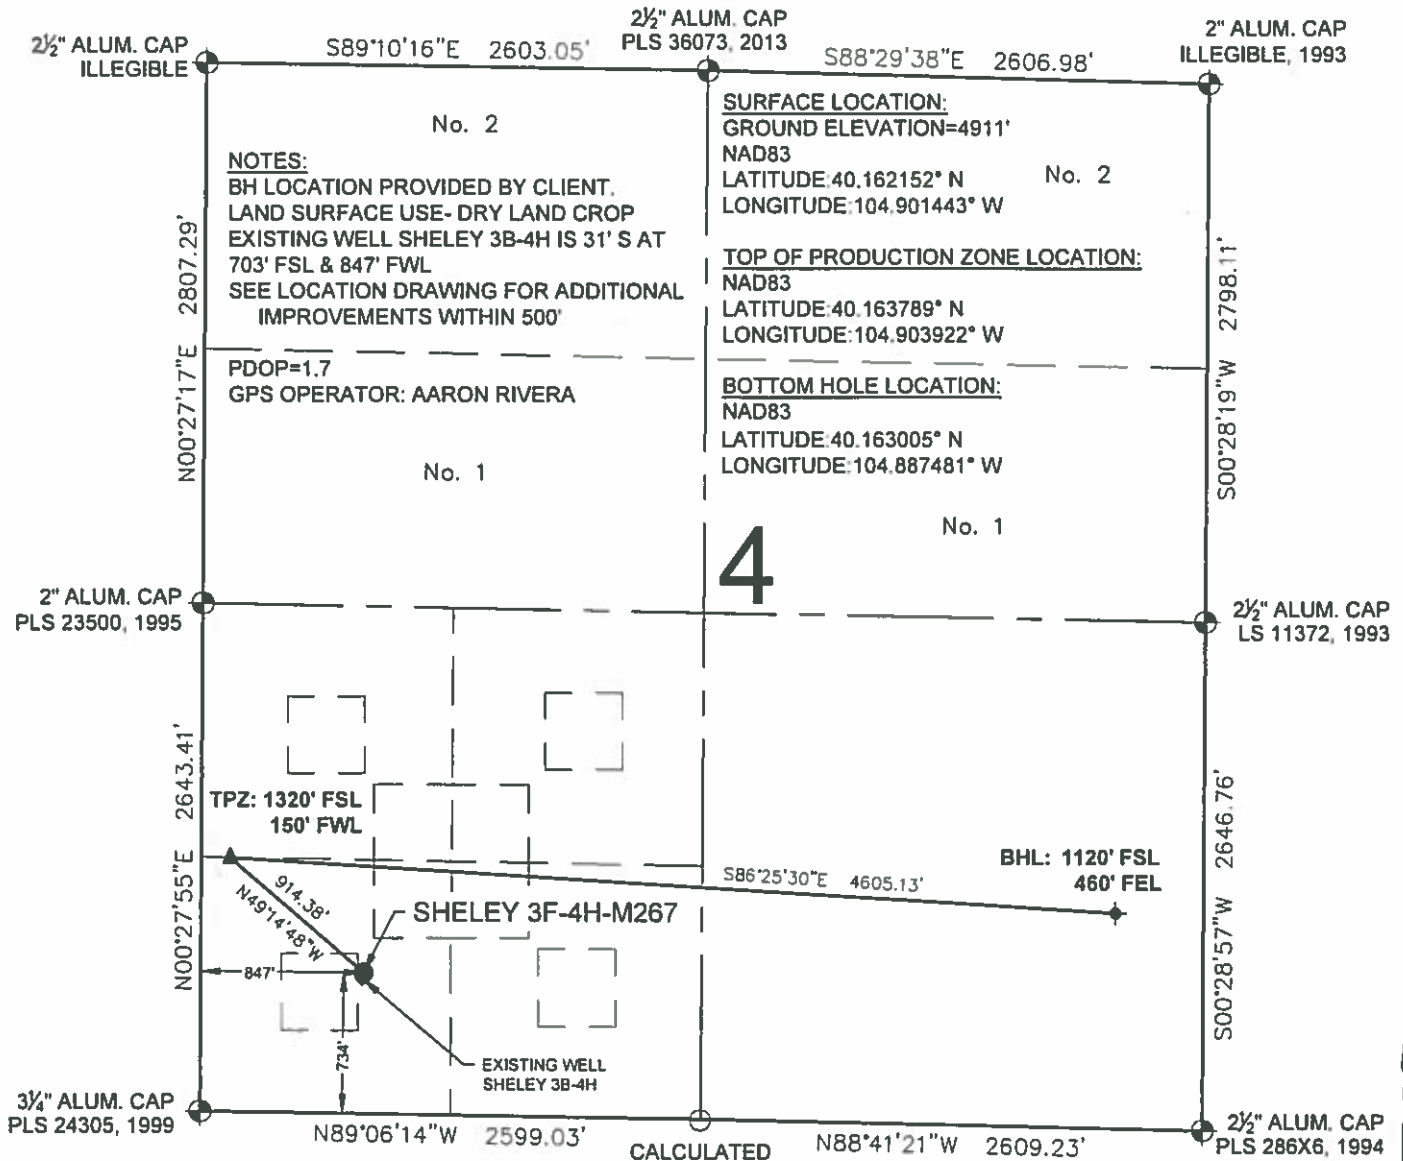 2½" ALUM. CAP
ILLEGIBLE
S89°10'16"E 2603.05'
2½" ALUM. CAP
PLS 36073, 2013
S88°29'38"E 2606.98'
2" ALUM. CAP
ILLEGIBLE, 1993
No. 2
NOTES:
BH LOCATION PROVIDED BY CLIENT.
LAND SURFACE USE- DRY LAND CROP
EXISTING WELL SHELEY 3B-4H IS 31' S AT
703' FSL & 847' FWL
SEE LOCATION DRAWING FOR ADDITIONAL
IMPROVEMENTS WITHIN 500'
PDOP=1.7
GPS OPERATOR: AARON RIVERA
No. 1
SURFACE LOCATION:
GROUND ELEVATION=4911'
NAD83
LATITUDE:40.162152° N
LONGITUDE:104.901443° W
No. 2
TOP OF PRODUCTION ZONE LOCATION:
NAD83
LATITUDE:40.163789° N
LONGITUDE:104.903922° W
BOTTOM HOLE LOCATION:
NAD83
LATITUDE:40.163005° N
LONGITUDE:104.887481° W
No. 1
4
N00°27'17"E 2807.29'
S00°28'19"W 2798.11'
2" ALUM. CAP
PLS 23500, 1995
2½" ALUM. CAP
LS 11372, 1993
N00°27'55"E 2643.41'
TPZ: 1320' FSL
150' FWL
914.38'
N49°14'48"W
SHELEY 3F-4H-M267
S86°25'30"E 4605.13'
BHL: 1120' FSL
460' FEL
S00°28'57"W 2646.76'
847'
734'
EXISTING WELL
SHELEY 3B-4H
3¼" ALUM. CAP
PLS 24305, 1999
N89°06'14"W 2599.03'
CALCULATED
N88°41'21"W 2609.23'
2½" ALUM. CAP
PLS 286X6, 1994